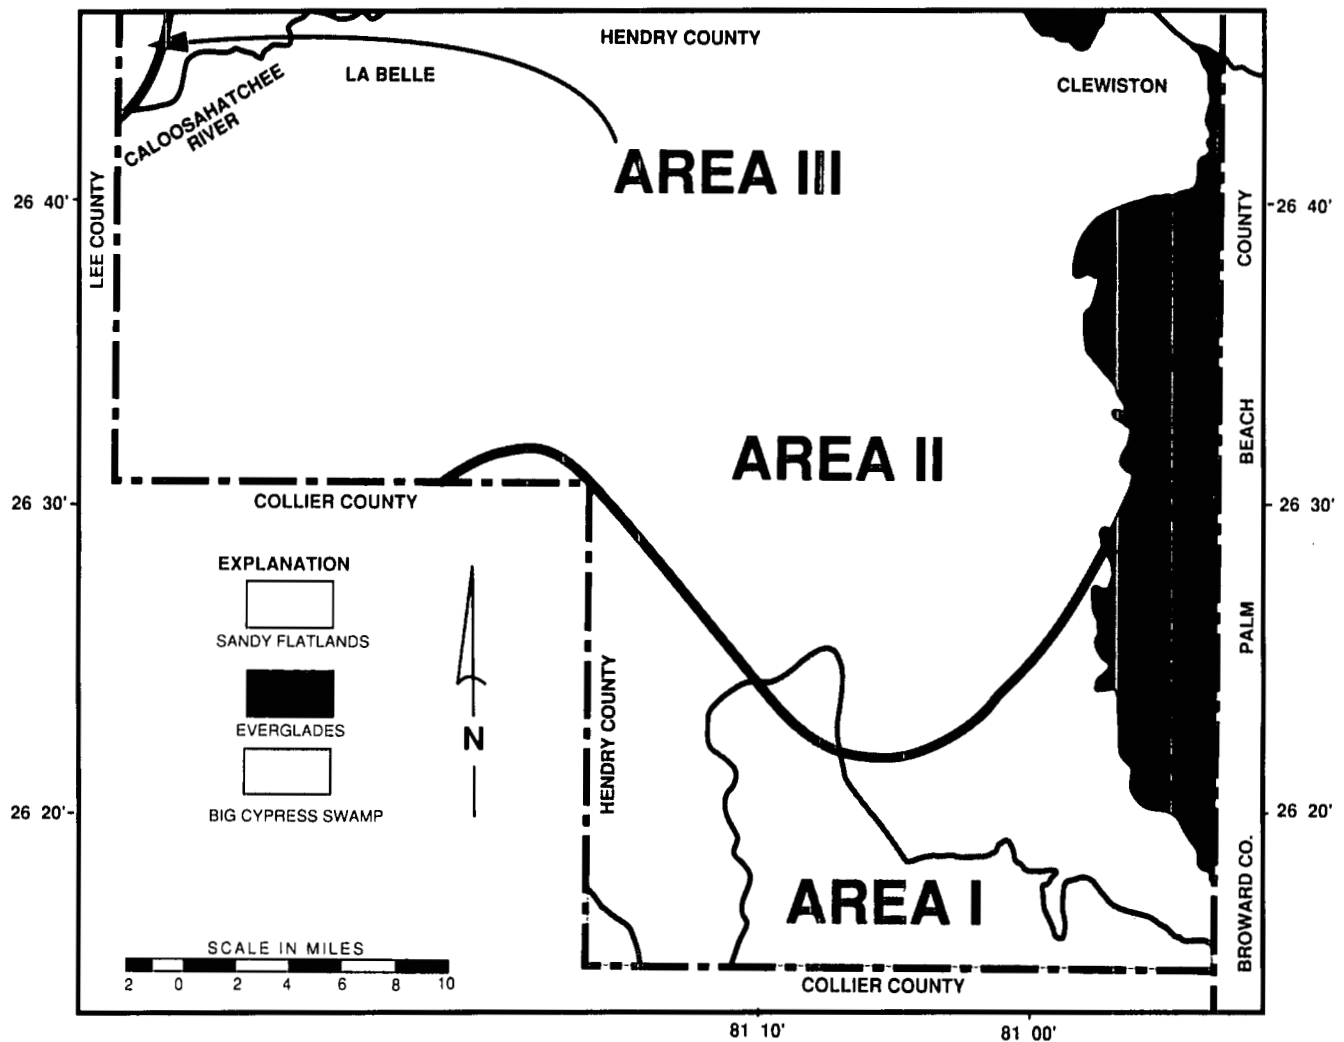 HENDRY COUNTY
LA BELLE
CLEWISTON
CALOOSAHATCHEE
RIVER
AREA III
26 40'
26 40'
LEE COUNTY
COUNTY
BEACH
PALM
BROWARD CO.
AREA II
26 30'
26 30'
COLLIER COUNTY
EXPLANATION
SANDY FLATLANDS
EVERGLADES
BIG CYPRESS SWAMP
N
HENDRY COUNTY
26 20'
26 20'
AREA I
SCALE IN MILES
2 0 2 4 6 8 10
COLLIER COUNTY
81 10' 81 00'